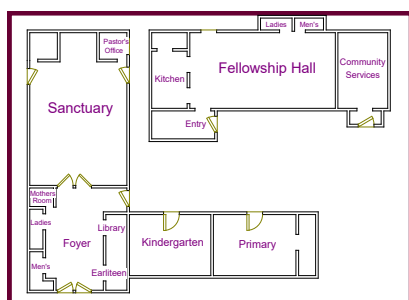 Ladies
Men's
Pastor's
Office
Kitchen
Fellowship Hall
Community
Services
Sanctuary
Entry
Mothers
Room
Ladies
Library
Foyer
Kindergarten
Primary
Men's
Earliteen